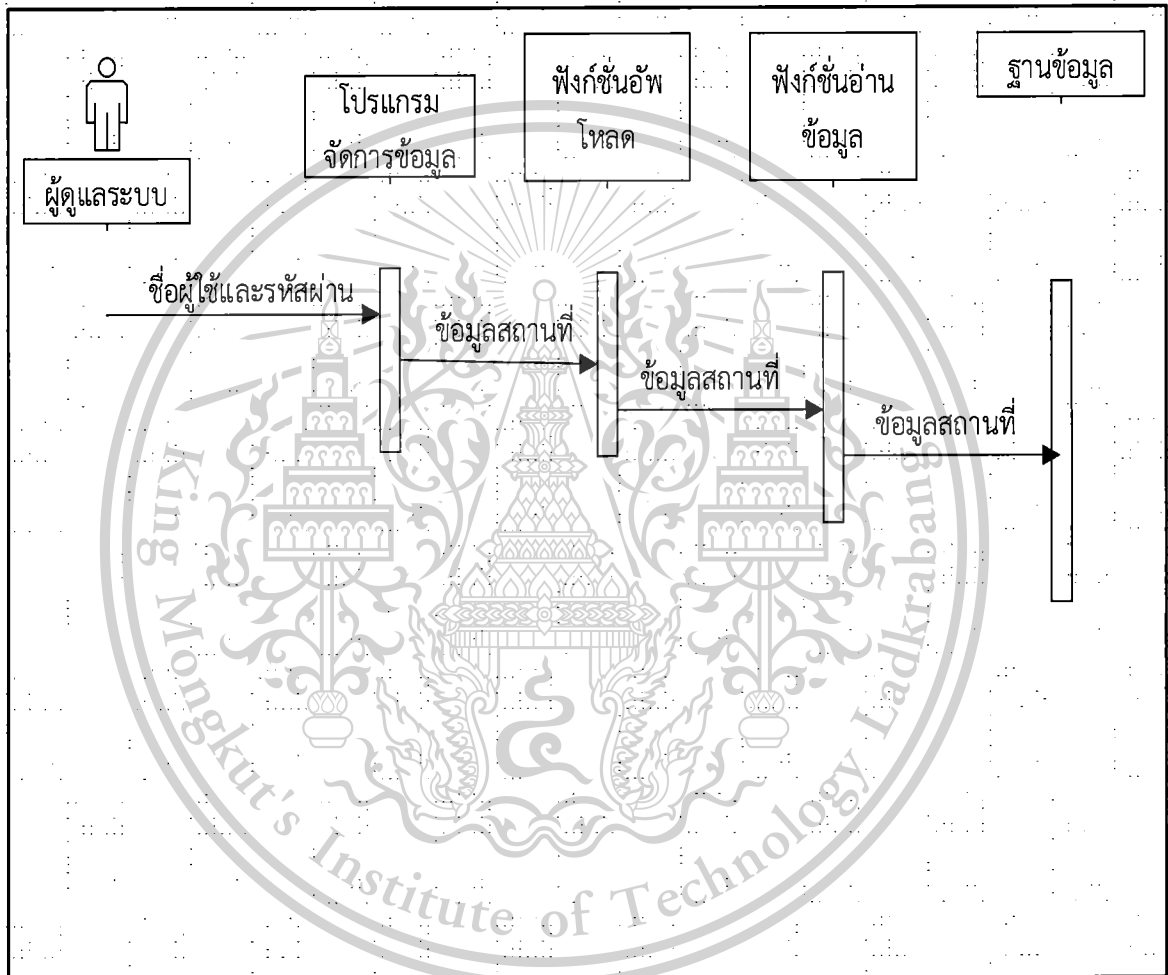 ผู้ดูแลระบบ
โปรแกรม
จัดการข้อมูล
ฟังก์ชั่นอัพ
โหลด
ฟังก์ชั่นอ่าน
ข้อมูล
ฐานข้อมูล
ชื่อผู้ใช้และรหัสผ่าน
ข้อมูลสถานที่
ข้อมูลสถานที่
ข้อมูลสถานที่
King Mongkut's Institute of Technology Ladkrabang